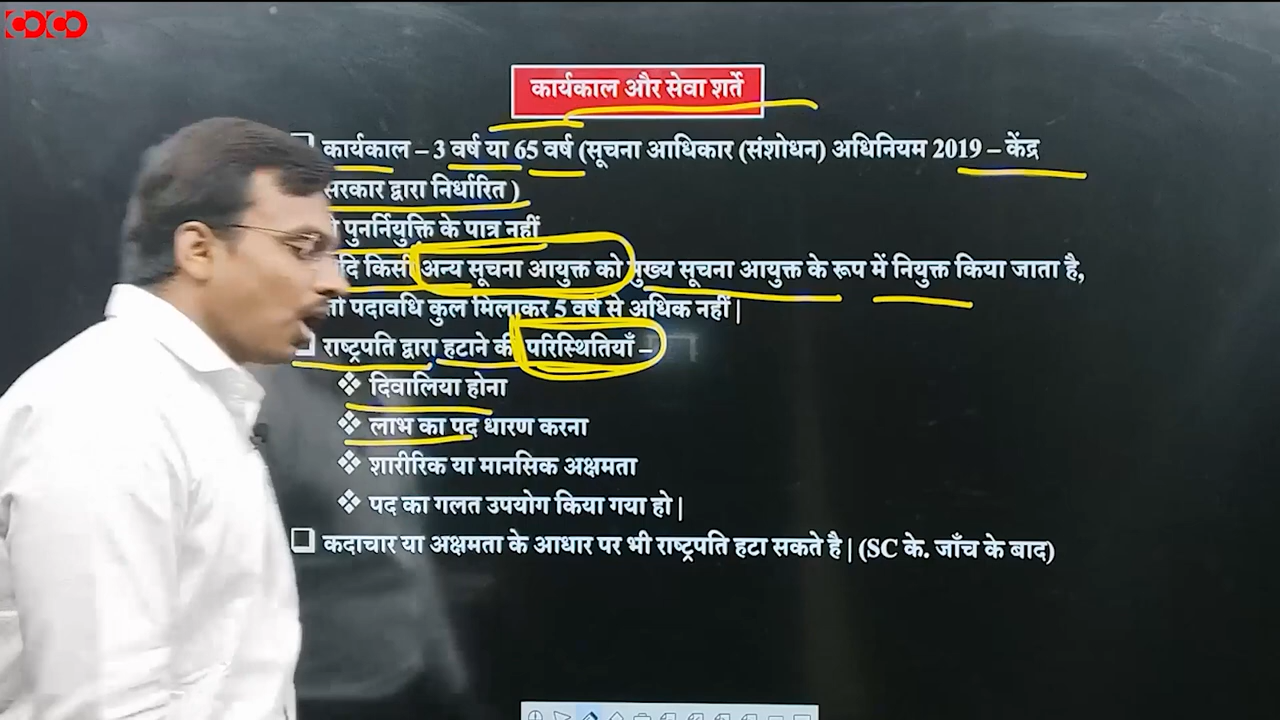 कार्यकाल और सेवा शर्ते
कार्यकाल – 3 वर्ष या 65 वर्ष (सूचना आधिकार (संशोधन) अधिनियम 2019 – केंद्र
सरकार द्वारा निर्धारित )
पुनर्नियुक्ति के पात्र नहीं
किसी अन्य सूचना आयुक्त को मुख्य सूचना आयुक्त के रूप में नियुक्त किया जाता है,
पदावधि कुल मिलाकर 5 वर्ष से अधिक नहीं |
राष्ट्रपति द्वारा हटाने की परिस्थितियाँ –
❖ दिवालिया होना
❖ लाभ का पद धारण करना
❖ शारीरिक या मानसिक अक्षमता
❖ पद का गलत उपयोग किया गया हो |
कदाचार या अक्षमता के आधार पर भी राष्ट्रपति हटा सकते है | (SC के. जाँच के बाद)